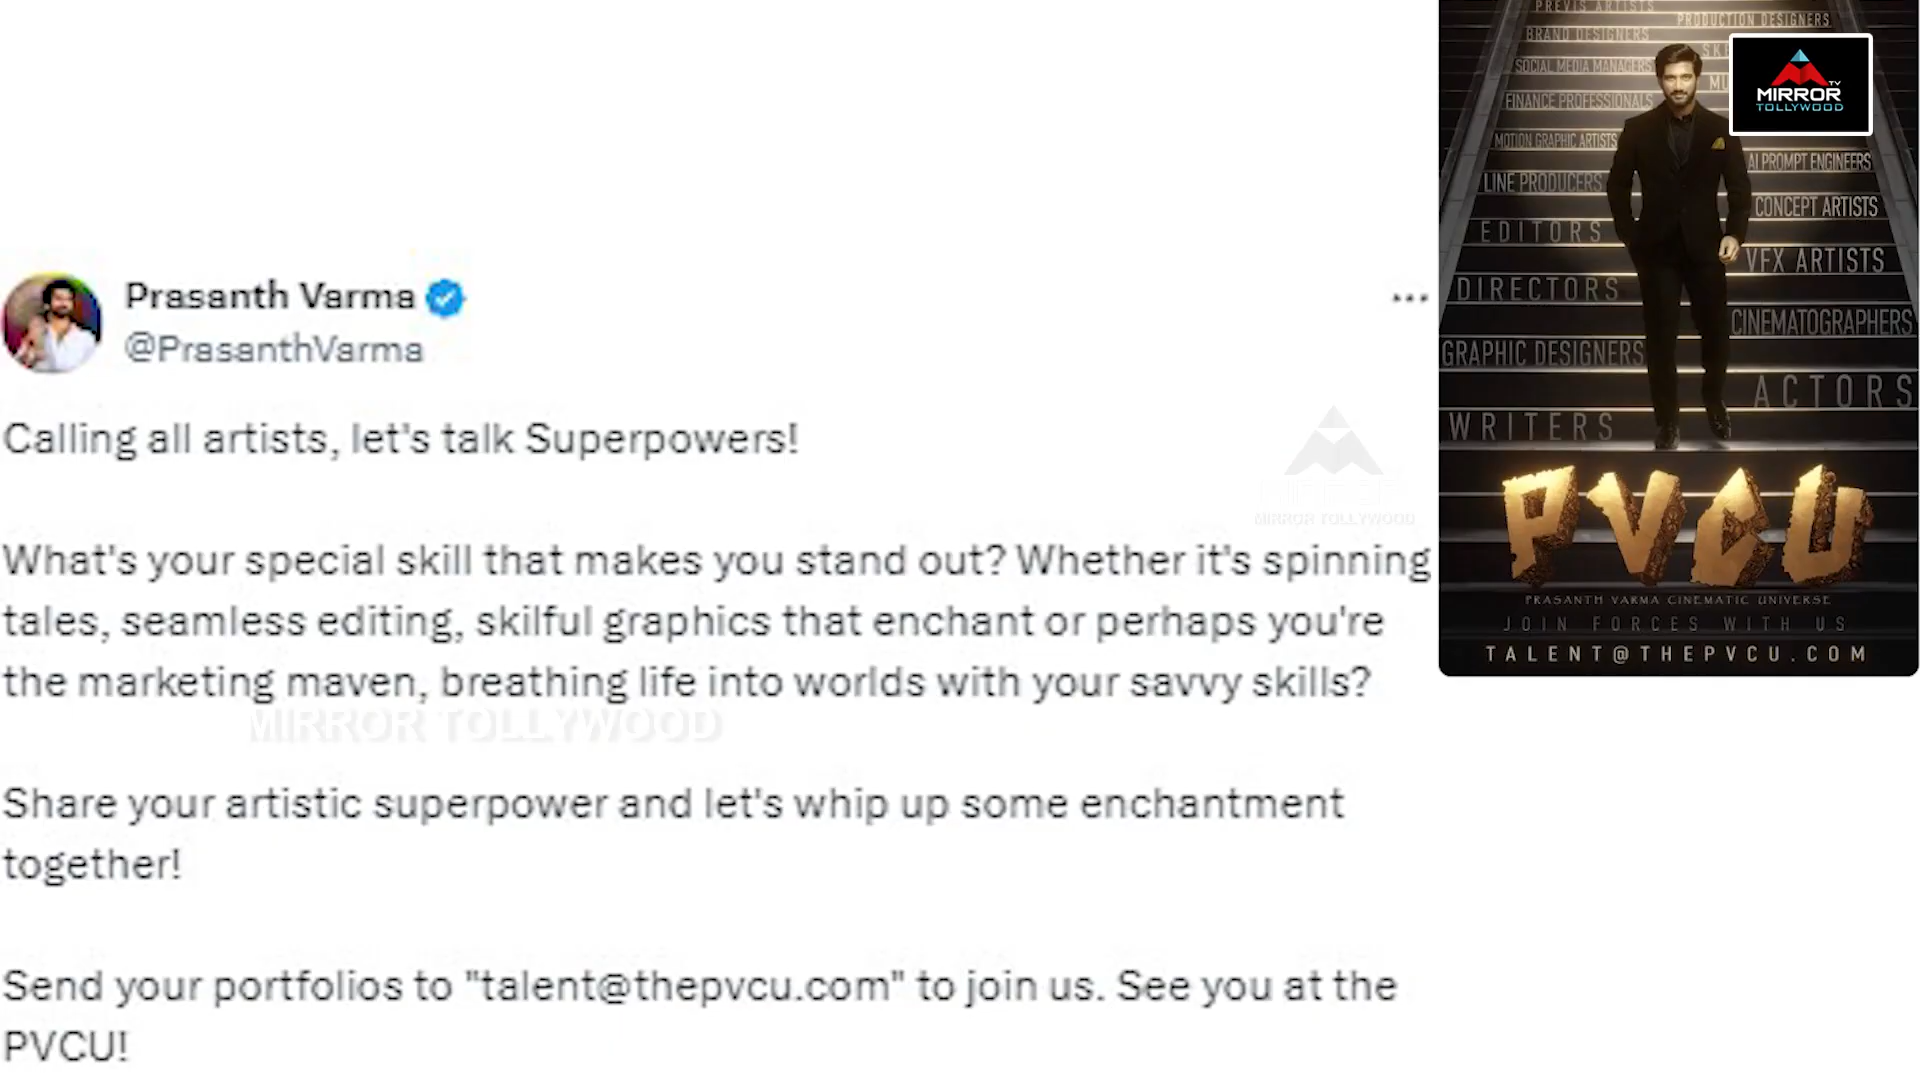 Prasanth Varma
@PrasanthVarma
Calling all artists, let's talk Superpowers!
What's your special skill that makes you stand out? Whether it's spinning
tales, seamless editing, skilful graphics that enchant or perhaps you're
the marketing maven, breathing life into worlds with your savvy skills?
Share your artistic superpower and let's whip up some enchantment
together!
Send your portfolios to "talent@thepvcu.com" to join us. See you at the
PVCU!
MIRROR TOLLYWOOD
MIRROR TOLLYWOOD
PREVIS ARTISTS
PRODUCTION DESIGNERS
BRAND DESIGNERS
SOCIAL MEDIA MANAGERS
FINANCE PROFESSIONALS
MOTION GRAPHIC ARTISTS
AI PROMPT ENGINEERS
LINE PRODUCERS
CONCEPT ARTISTS
EDITORS
VFX ARTISTS
DIRECTORS
CINEMATOGRAPHERS
GRAPHIC DESIGNERS
ACTORS
WRITERS
PVCU
PRASANTH VARMA CINEMATIC UNIVERSE
JOIN FORCES WITH US
TALENT@THEPVCU.COM
TV
MIRROR
TOLLYWOOD